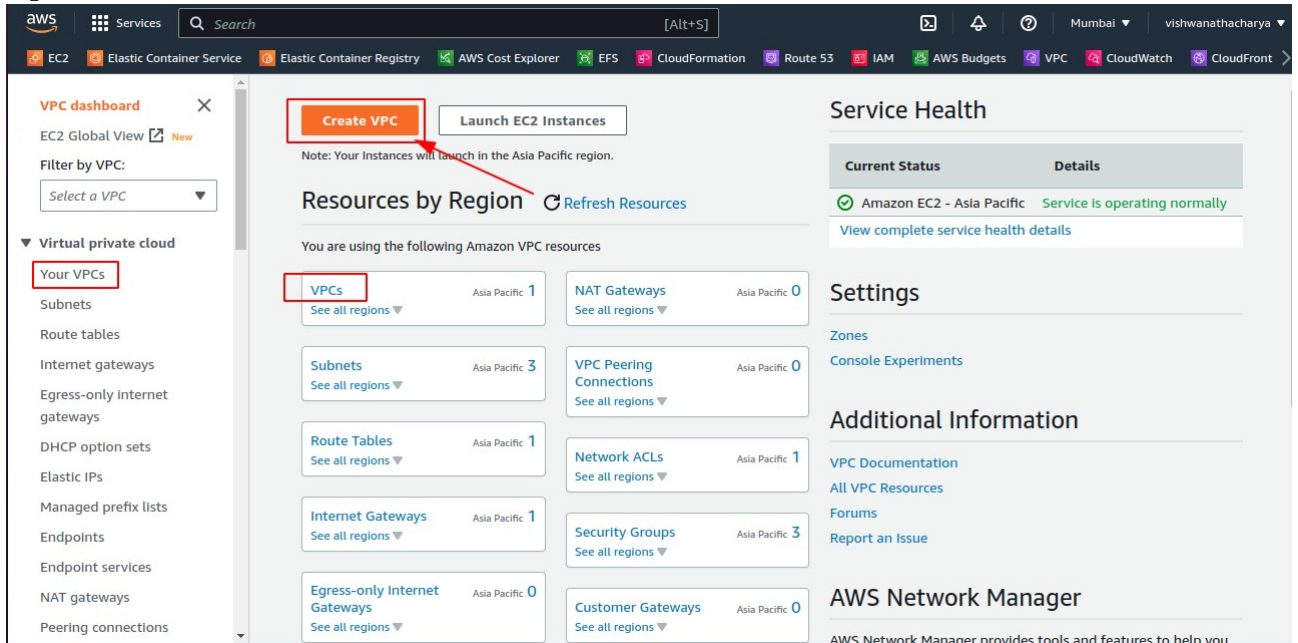 aws
Services
Search
[Alt+S]
Mumbai ▼
vishwanathacharya ▼
EC2
Elastic Container Service
Elastic Container Registry
AWS Cost Explorer
EFS
CloudFormation
Route 53
IAM
AWS Budgets
VPC
CloudWatch
CloudFront
VPC dashboard
EC2 Global View New
Filter by VPC:
Select a VPC
Virtual private cloud
Your VPCs
Subnets
Route tables
Internet gateways
Egress-only internet
gateways
DHCP option sets
Elastic IPs
Managed prefix lists
Endpoints
Endpoint services
NAT gateways
Peering connections
Create VPC
Launch EC2 Instances
Note: Your Instances will launch in the Asia Pacific region.
Resources by Region
Refresh Resources
You are using the following Amazon VPC resources
VPCs Asia Pacific 1
See all regions ▼
NAT Gateways Asia Pacific 0
See all regions ▼
Subnets Asia Pacific 3
See all regions ▼
VPC Peering
Connections Asia Pacific 0
See all regions ▼
Route Tables Asia Pacific 1
See all regions ▼
Network ACLs Asia Pacific 1
See all regions ▼
Internet Gateways Asia Pacific 1
See all regions ▼
Security Groups Asia Pacific 3
See all regions ▼
Egress-only Internet
Gateways Asia Pacific 0
See all regions ▼
Customer Gateways Asia Pacific 0
See all regions ▼
Service Health
Current Status Details
Amazon EC2 - Asia Pacific Service is operating normally
View complete service health details
Settings
Zones
Console Experiments
Additional Information
VPC Documentation
All VPC Resources
Forums
Report an Issue
AWS Network Manager
AWS Network Manager provides tools and features to help you